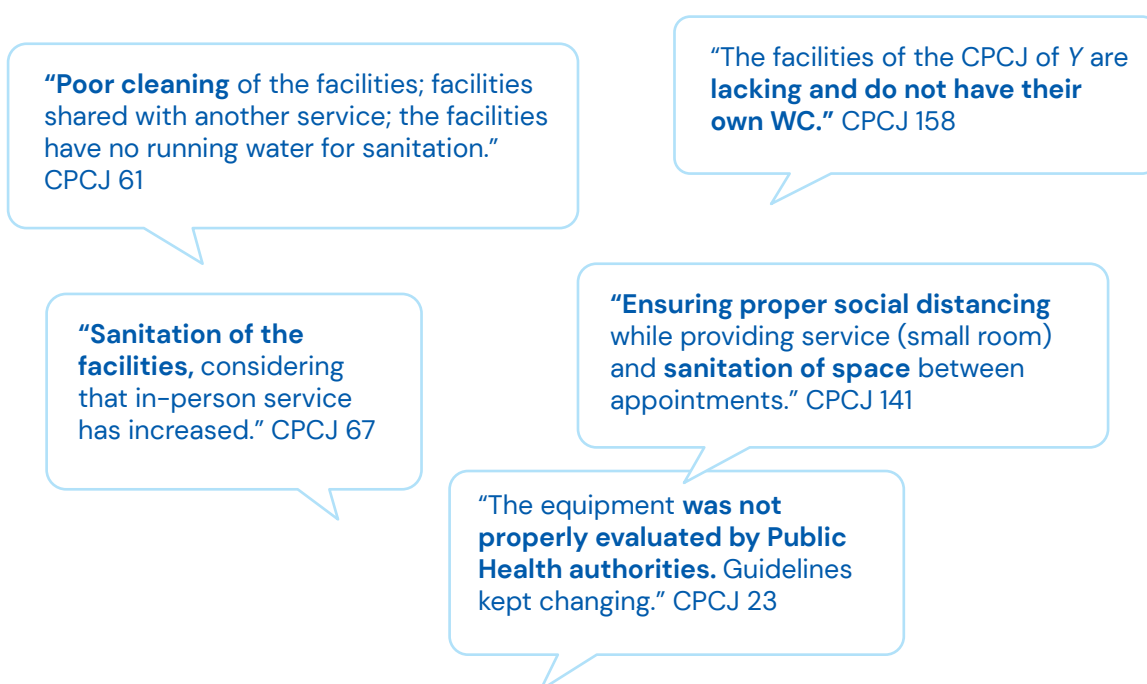 “Poor cleaning of the facilities; facilities
shared with another service; the facilities
have no running water for sanitation.”
CPCJ 61
“The facilities of the CPCJ of Y are
lacking and do not have their
own WC.” CPCJ 158
“Sanitation of the
facilities, considering
that in-person service
has increased.” CPCJ 67
“Ensuring proper social distancing
while providing service (small room)
and sanitation of space between
appointments.” CPCJ 141
“The equipment was not
properly evaluated by Public
Health authorities. Guidelines
kept changing.” CPCJ 23